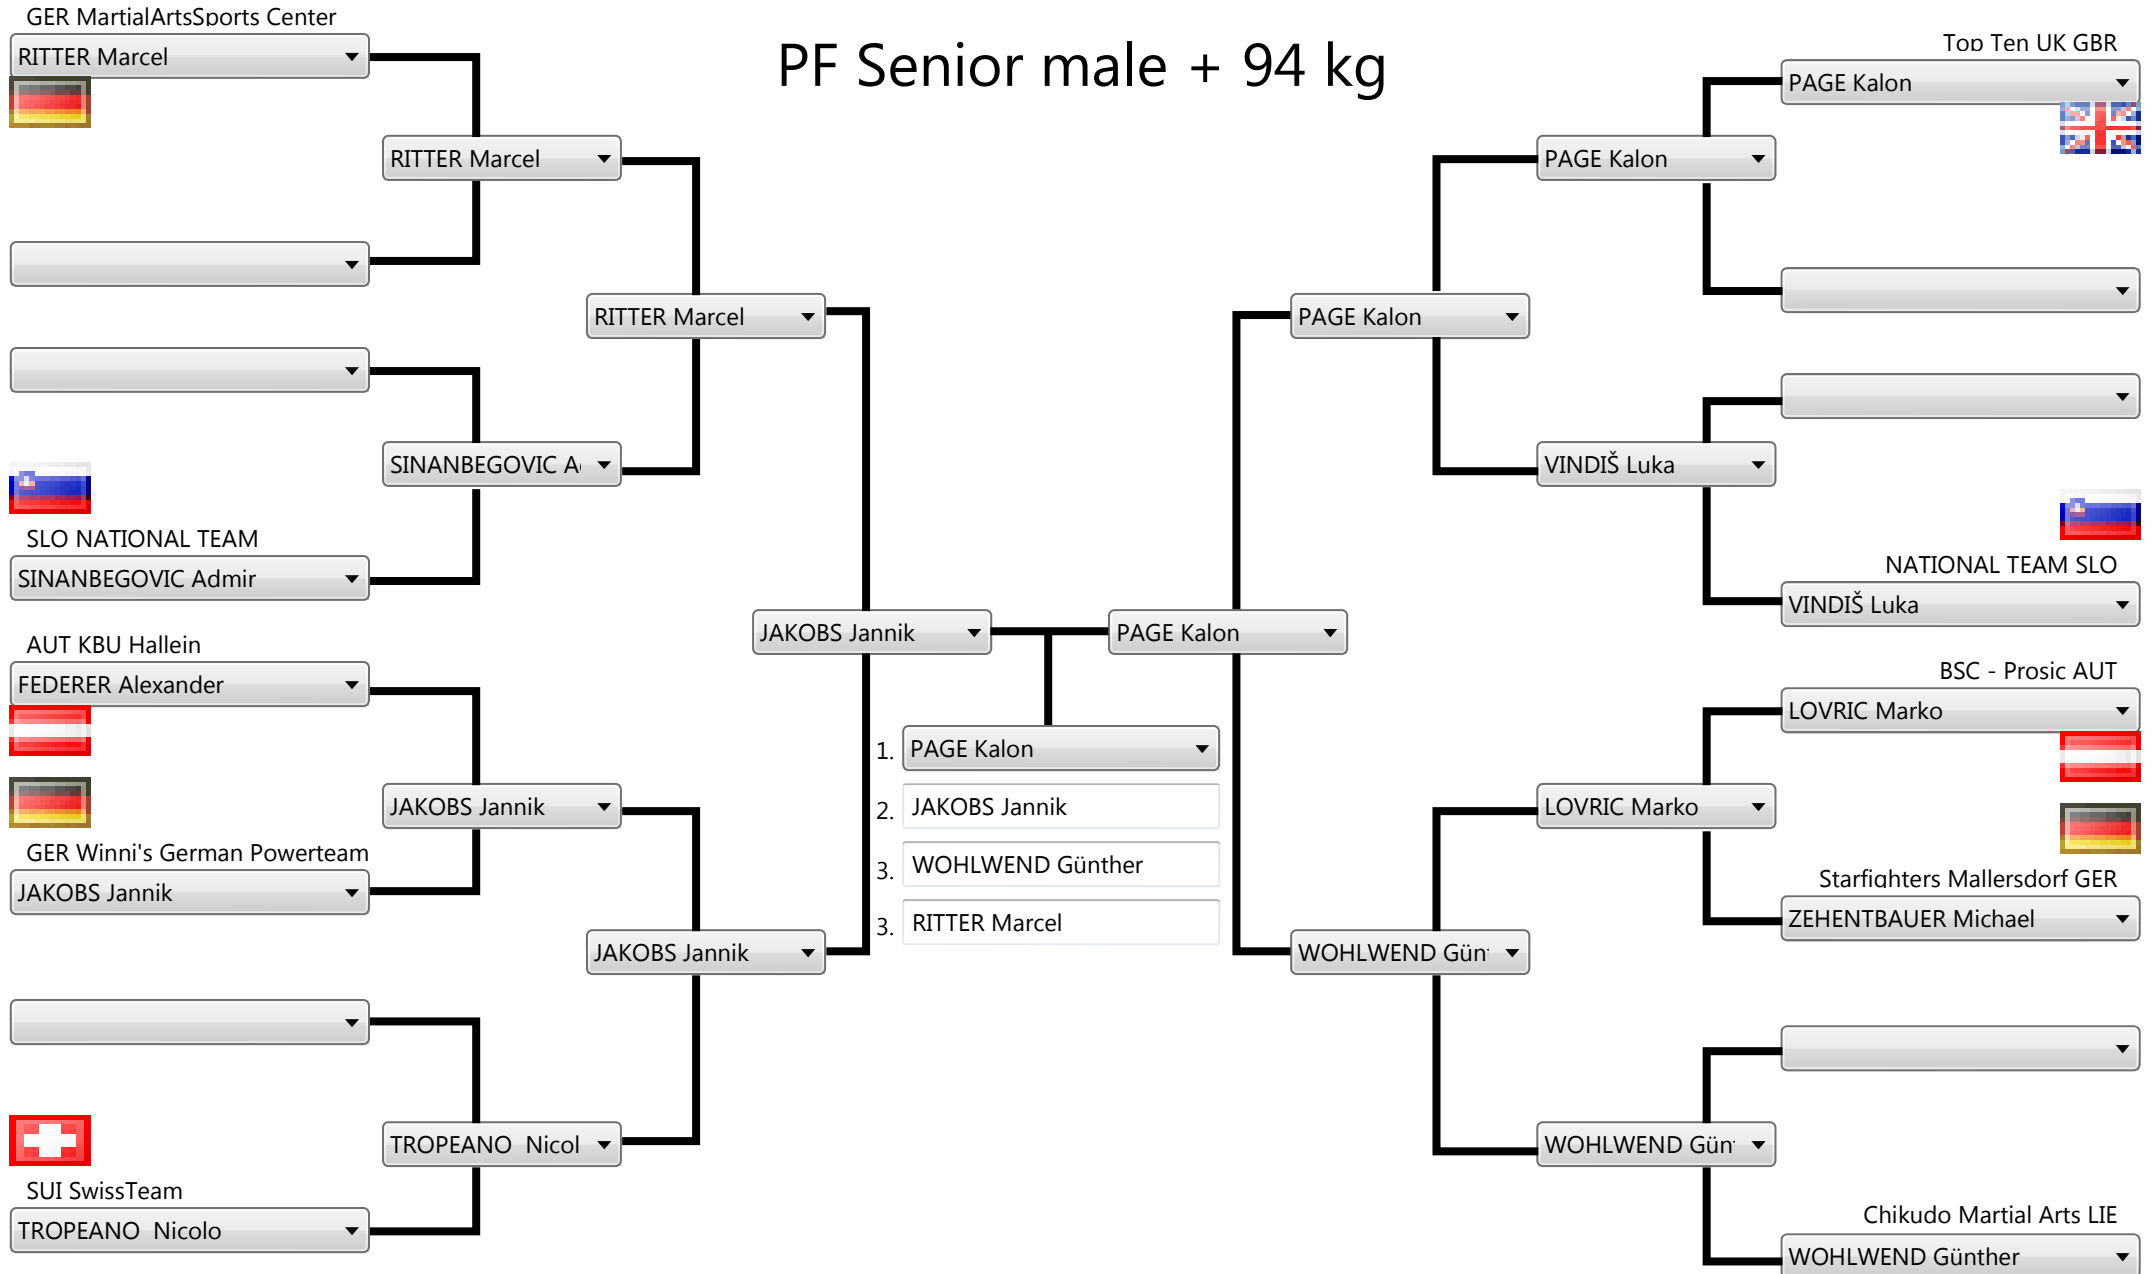 PF Senior male + 94 kg
GER MartialArtsSports Center
RITTER Marcel
RITTER Marcel
RITTER Marcel
SINANBEGOVIC A
SLO NATIONAL TEAM
SINANBEGOVIC Admir
AUT KBU Hallein
FEDERER Alexander
JAKOBS Jannik
GER Winni's German Powerteam
JAKOBS Jannik
JAKOBS Jannik
TROPEANO  Nicol
SUI SwissTeam
TROPEANO  Nicolo
JAKOBS Jannik
PAGE Kalon
1. PAGE Kalon
2. JAKOBS Jannik
3. WOHLWEND Günther
3. RITTER Marcel
Top Ten UK GBR
PAGE Kalon
PAGE Kalon
PAGE Kalon
VINDIŠ Luka
NATIONAL TEAM SLO
VINDIŠ Luka
BSC - Prosic AUT
LOVRIC Marko
LOVRIC Marko
Starfighters Mallersdorf GER
ZEHENTBAUER Michael
WOHLWEND Gün
WOHLWEND Gün
Chikudo Martial Arts LIE
WOHLWEND Günther